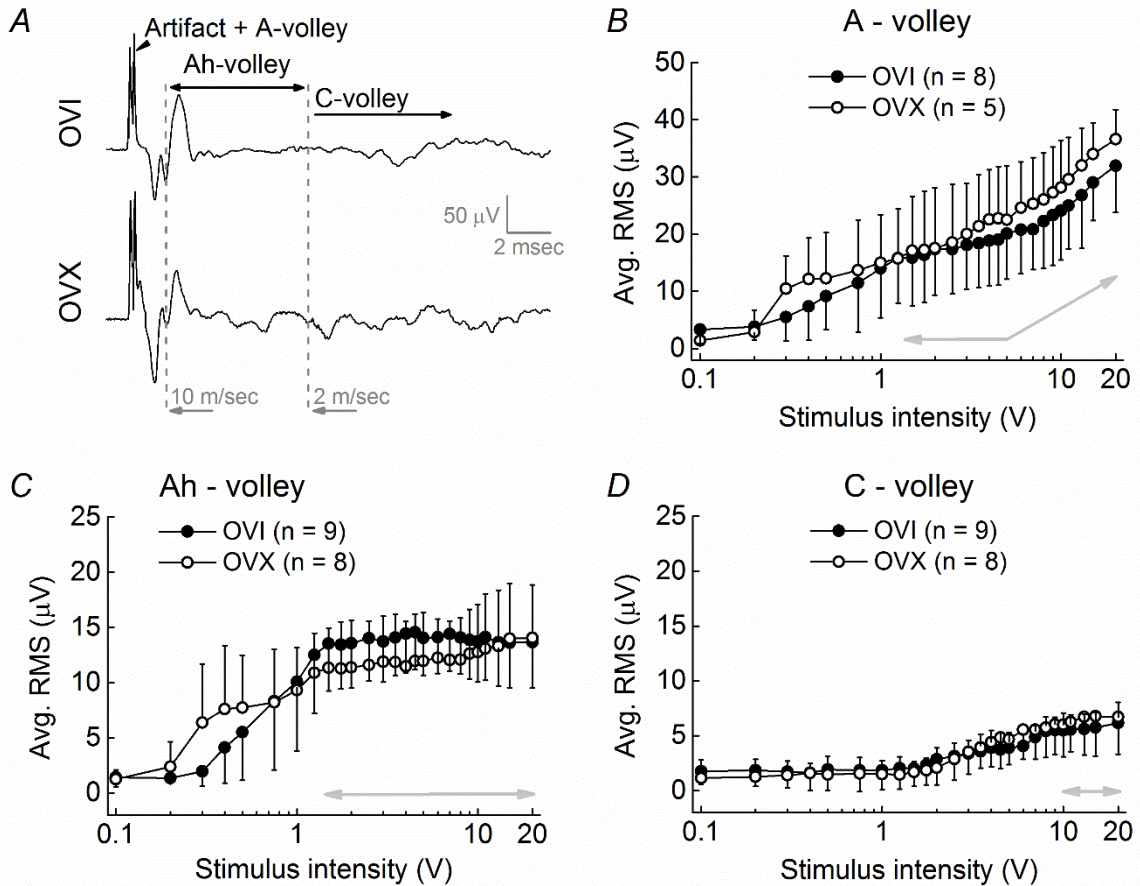 A
Artifact + A-volley
Ah-volley
C-volley
OVI
OVX
50 μV
2 msec
10 m/sec
2 m/sec
B
A - volley
OVI (n = 8)
OVX (n = 5)
Avg. RMS (μV)
50
40
30
20
10
0
0.1 1 10 20
Stimulus intensity (V)
C
Ah - volley
OVI (n = 9)
OVX (n = 8)
Avg. RMS (μV)
25
20
15
10
5
0
0.1 1 10 20
Stimulus intensity (V)
D
C - volley
OVI (n = 9)
OVX (n = 8)
Avg. RMS (μV)
25
20
15
10
5
0
0.1 1 10 20
Stimulus intensity (V)